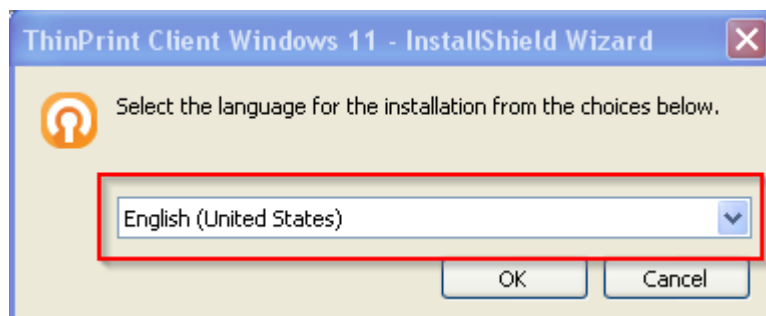 ThinPrint Client Windows 11 - InstallShield Wizard
Select the language for the installation from the choices below.
English (United States)
OK Cancel